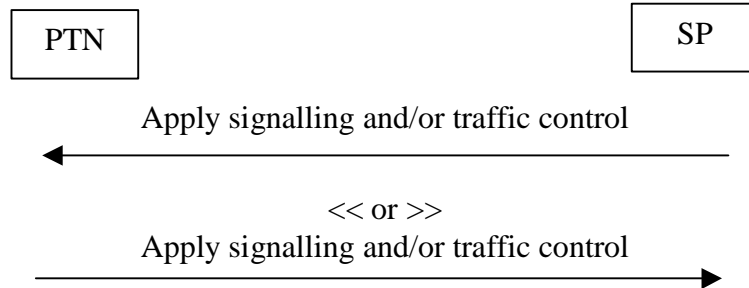 PTN
SP
Apply signalling and/or traffic control
<< or >>
Apply signalling and/or traffic control